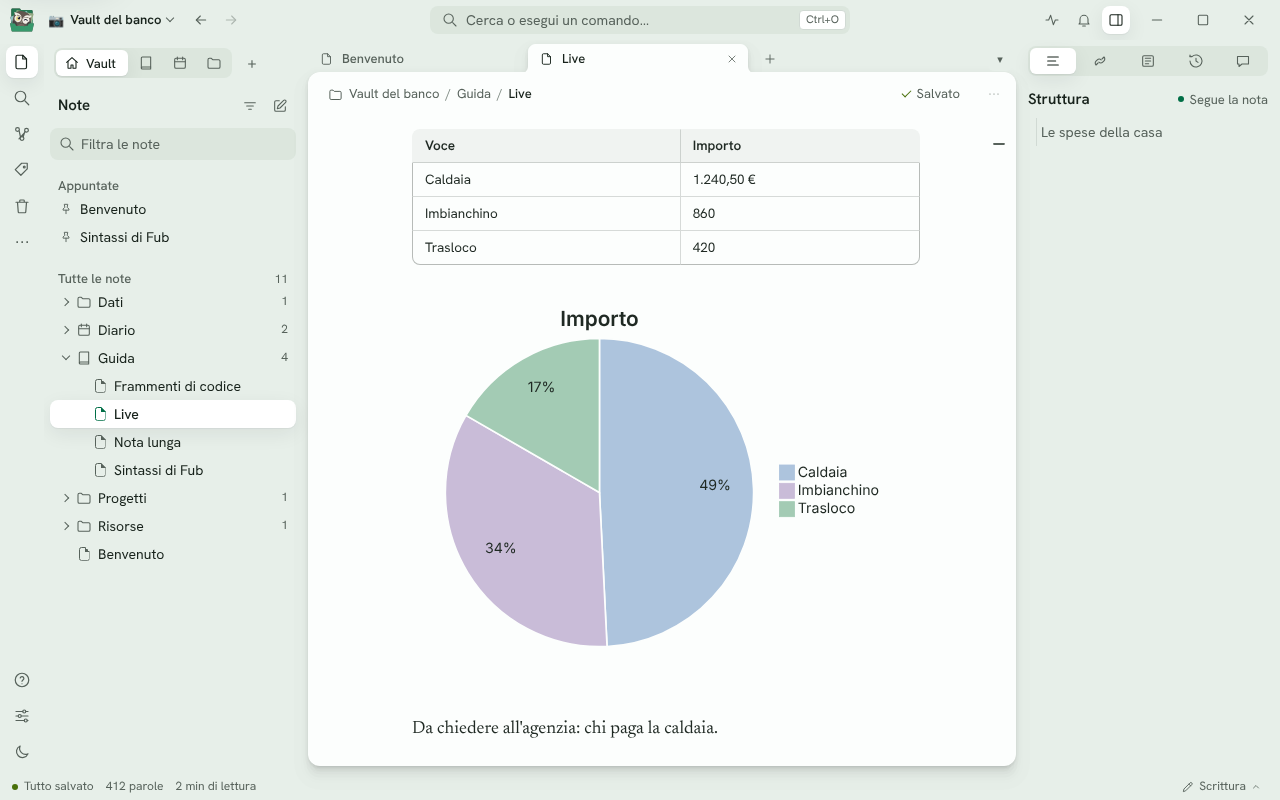 Vault del banco
Cerca o esegui un comando…
Ctrl+O
Vault
Note
Filtra le note
Appuntate
Benvenuto
Sintassi di Fub
Tutte le note 11
Dati 1
Diario 2
Guida 4
Frammenti di codice
Live
Nota lunga
Sintassi di Fub
Progetti 1
Risorse 1
Benvenuto
Benvenuto
Live
Vault del banco / Guida / Live
Salvato
Voce Importo
Caldaia 1.240,50 €
Imbianchino 860
Trasloco 420
Importo
17%
49%
34%
Caldaia
Imbianchino
Trasloco
Da chiedere all'agenzia: chi paga la caldaia.
Struttura
Segue la nota
Le spese della casa
Tutto salvato 412 parole 2 min di lettura
Scrittura